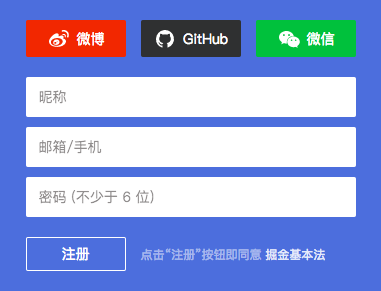 微博 GitHub 微信
昵称
邮箱/手机
密码 (不少于 6 位)
注册 点击“注册”按钮即同意 掘金基本法